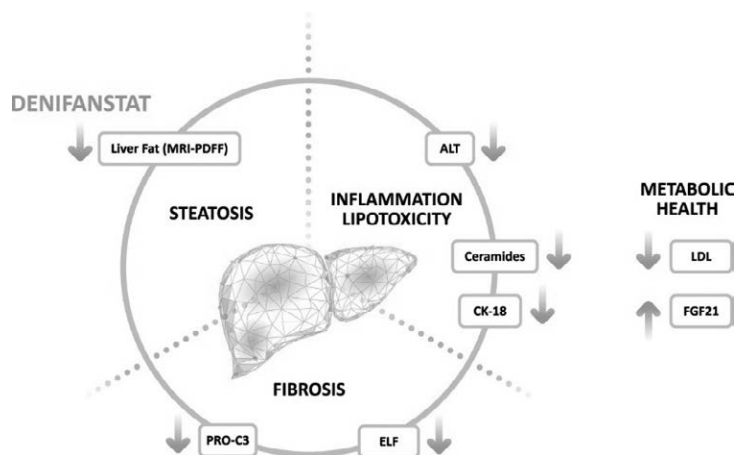 DENIFANSTAT
Liver Fat (MRI-PDFF)
ALT
STEATOSIS
INFLAMMATION
LIPOTOXICITY
METABOLIC
HEALTH
Ceramides
LDL
CK-18
FGF21
FIBROSIS
PRO-C3
ELF